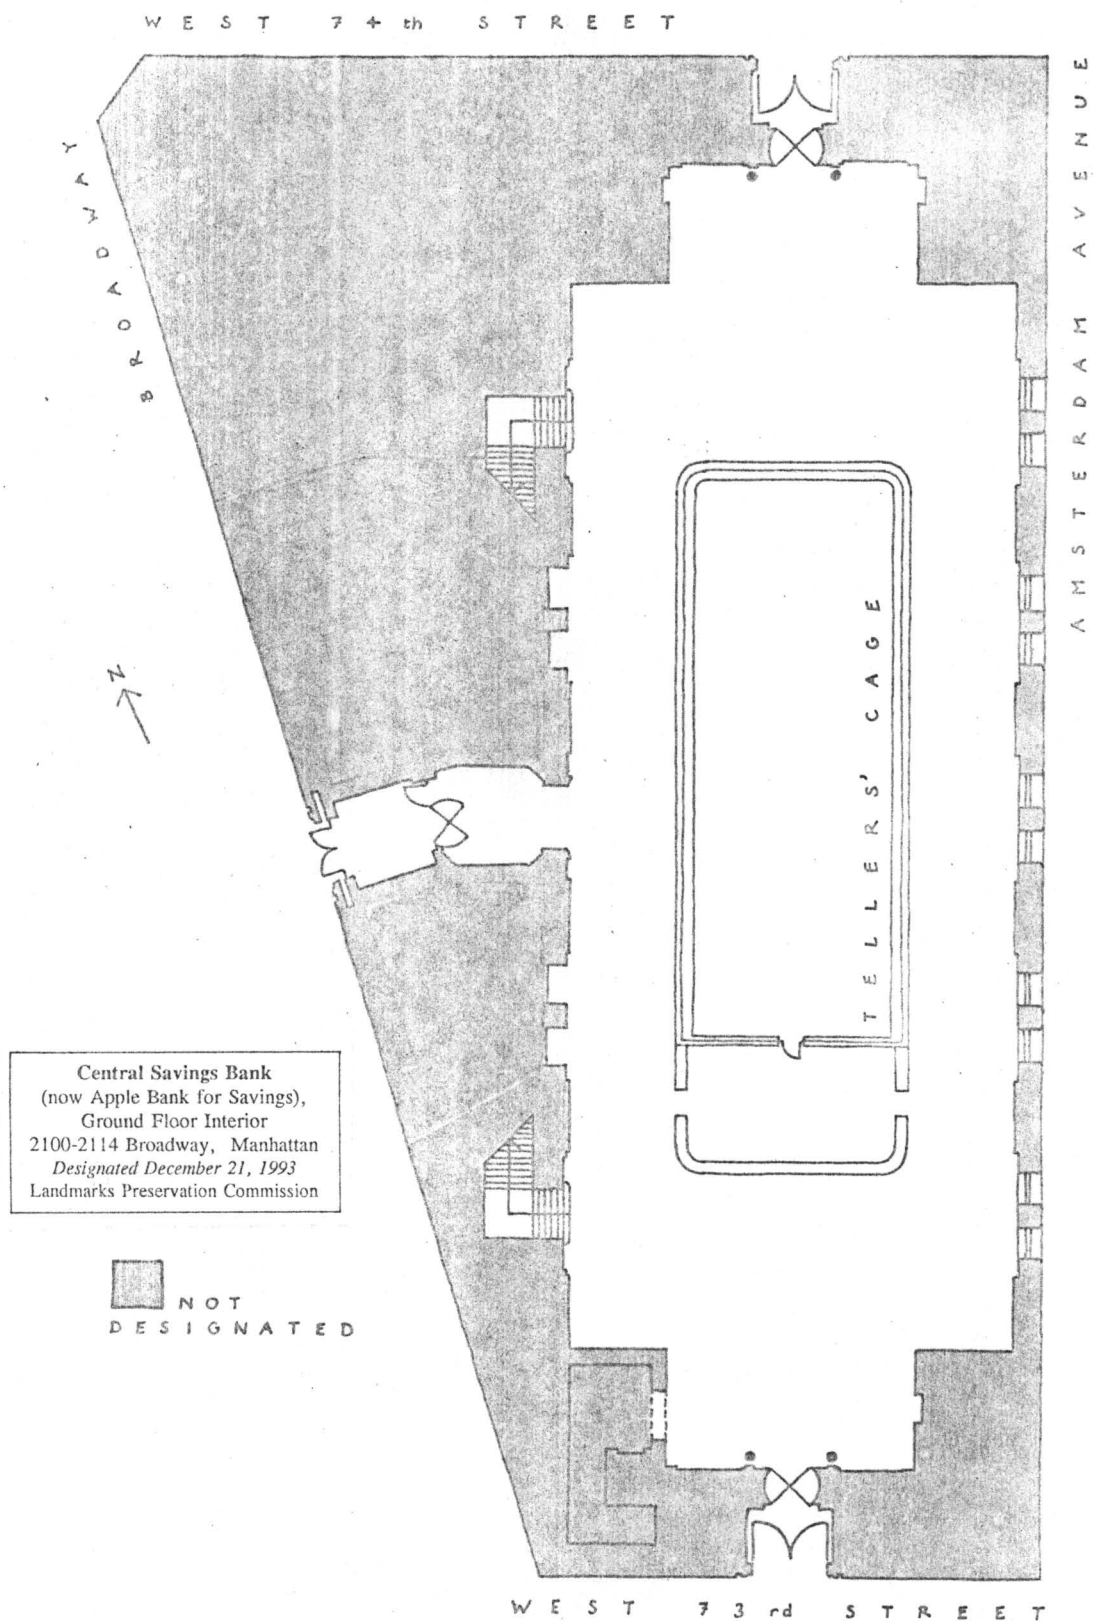 WEST 74th STREET
BROADWAY
AMSTERDAM AVENUE
TELLERS' CAGE
N
Central Savings Bank
(now Apple Bank for Savings),
Ground Floor Interior
2100-2114 Broadway, Manhattan
Designated December 21, 1993
Landmarks Preservation Commission
NOT
DESIGNATED
WEST 73rd STREET